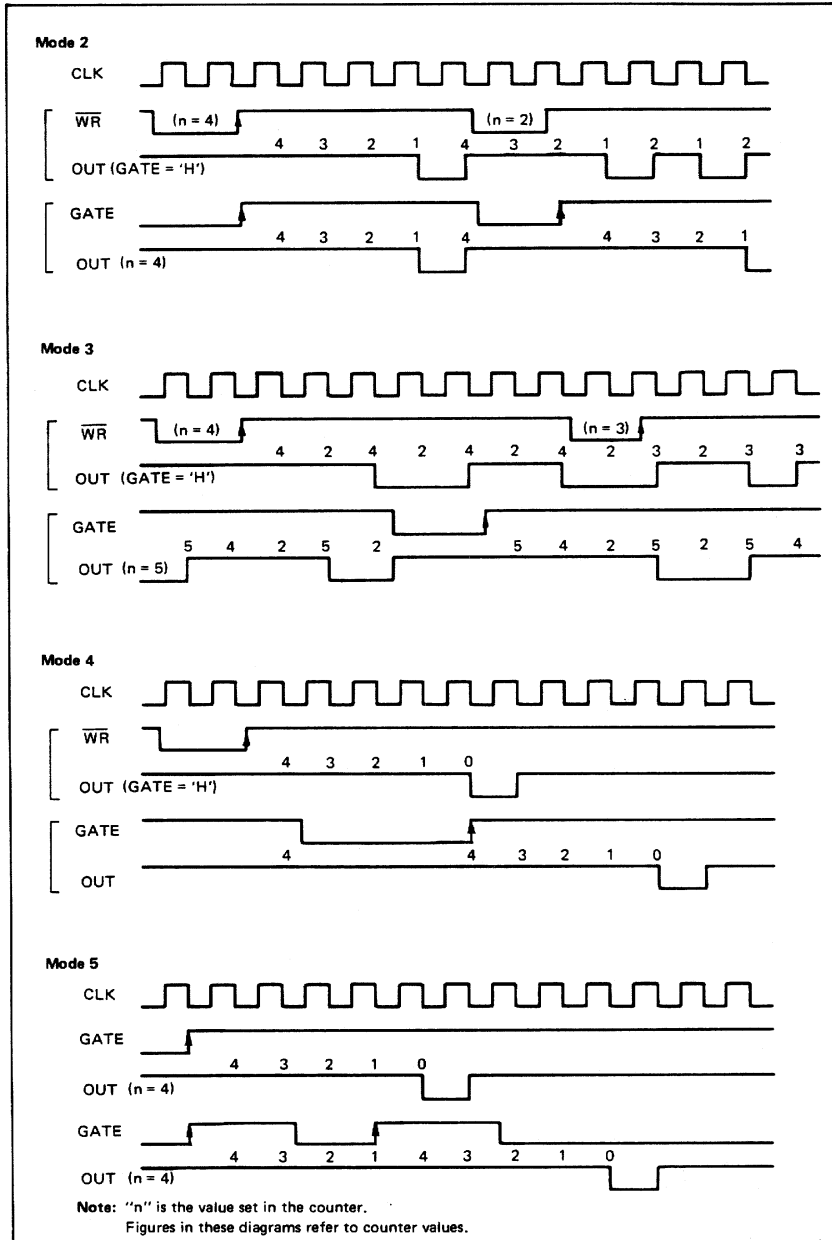 Mode 2
CLK
WR
(n = 4) (n = 2)
4 3 2 1 4 3 2 1 2 1 2
OUT (GATE = 'H')
GATE
4 3 2 1 4 4 3 2 1
OUT (n = 4)
Mode 3
CLK
WR
(n = 4) (n = 3)
4 2 4 2 4 2 4 2 3 2 3 3
OUT (GATE = 'H')
GATE
5 4 2 5 2 5 4 2 5 2 5 4
OUT (n = 5)
Mode 4
CLK
WR
4 3 2 1 0
OUT (GATE = 'H')
GATE
4 4 3 2 1 0
OUT
Mode 5
CLK
GATE
4 3 2 1 0
OUT (n = 4)
GATE
4 3 2 1 4 3 2 1 0
OUT (n = 4)
Note: "n" is the value set in the counter.
Figures in these diagrams refer to counter values.